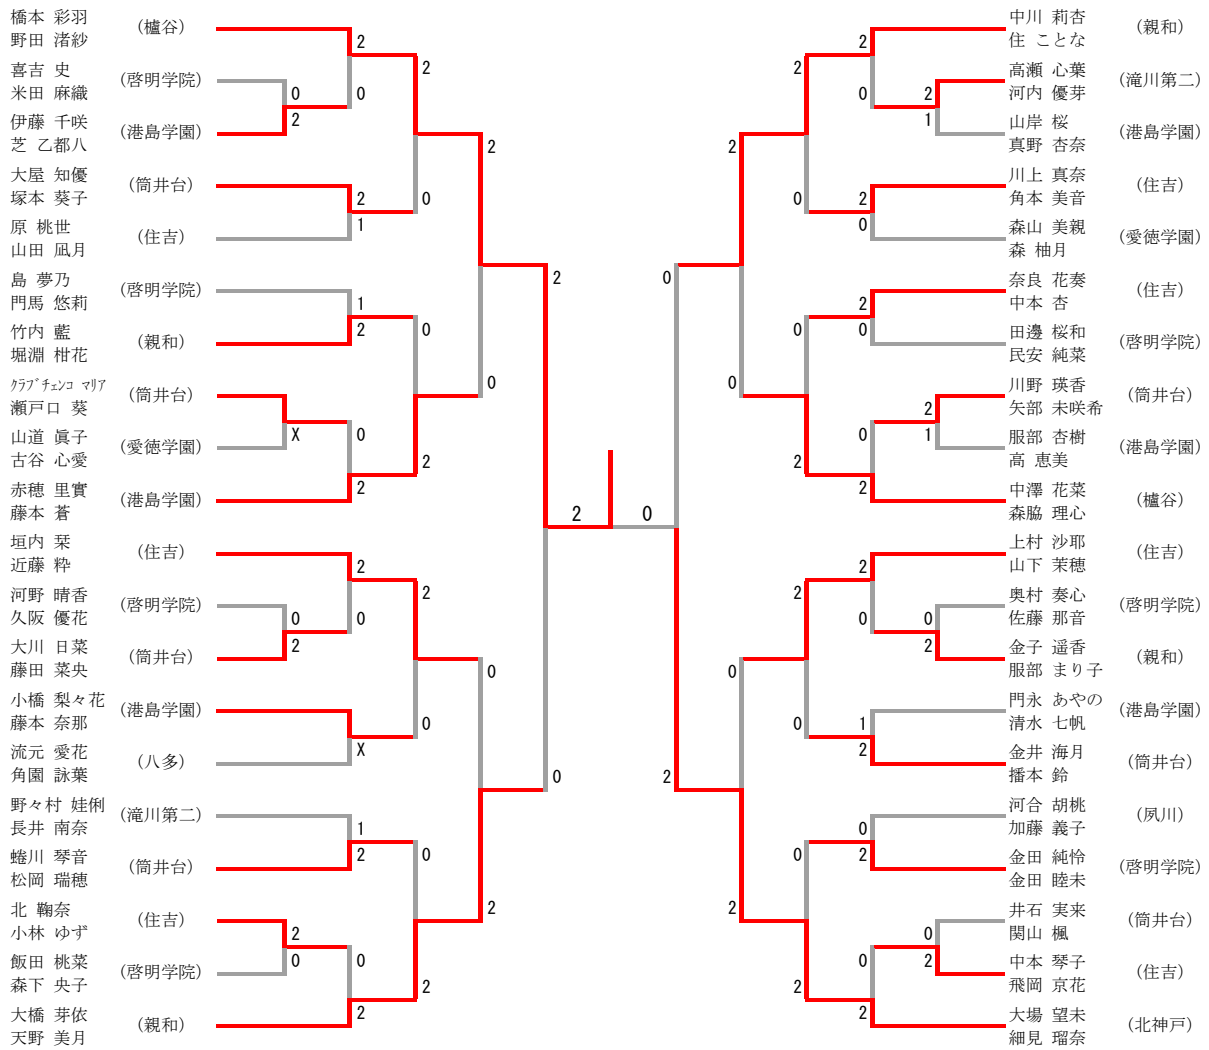 橋本 彩羽
野田 渚紗
(櫨谷)
喜吉 史
米田 麻織
(啓明学院)
伊藤 千咲
芝 乙都八
(港島学園)
大屋 知優
塚本 葵子
(筒井台)
原 桃世
山田 凪月
(住吉)
島 夢乃
門馬 悠莉
(啓明学院)
竹内 藍
堀淵 柑花
(親和)
クラブチェンコ マリア
瀬戸口 葵
(筒井台)
山道 眞子
古谷 心愛
(愛徳学園)
赤穂 里實
藤本 蒼
(港島学園)
垣内 栞
近藤 粋
(住吉)
河野 晴香
久阪 優花
(啓明学院)
大川 日菜
藤田 菜央
(筒井台)
小橋 梨々花
藤本 奈那
(港島学園)
流元 愛花
角園 詠葉
(八多)
野々村 娃俐
長井 南奈
(滝川第二)
蜷川 琴音
松岡 瑞穂
(筒井台)
北 鞠奈
小林 ゆず
(住吉)
飯田 桃菜
森下 央子
(啓明学院)
大橋 芽依
天野 美月
(親和)
2
0
0
2
2
1
1
2
X
0
2
2
0
0
2
X
1
2
2
0
0
2
2
0
0
2
2
0
0
2
2
0
0
2
2
0
2
0
0
2
2
0
2
0
0
2
2
0
0
2
2
0
0
2
2
0
2
1
2
0
2
0
2
1
0
2
2
0
0
2
1
2
0
2
0
2
0
2
中川 莉杏
住 ことな
(親和)
高瀬 心葉
河内 優芽
(滝川第二)
山岸 桜
真野 杏奈
(港島学園)
川上 真奈
角本 美音
(住吉)
森山 美親
森 柚月
(愛徳学園)
奈良 花奏
中本 杏
(住吉)
田邊 桜和
民安 純菜
(啓明学院)
川野 瑛香
矢部 未咲希
(筒井台)
服部 杏樹
高 恵美
(港島学園)
中澤 花菜
森脇 理心
(櫨谷)
上村 沙耶
山下 茉穂
(住吉)
奥村 奏心
佐藤 那音
(啓明学院)
金子 遥香
服部 まり子
(親和)
門永 あやの
清水 七帆
(港島学園)
金井 海月
播本 鈴
(筒井台)
河合 胡桃
加藤 義子
(夙川)
金田 純怜
金田 睦未
(啓明学院)
井石 実来
関山 楓
(筒井台)
中本 琴子
飛岡 京花
(住吉)
大場 望未
細見 瑠奈
(北神戸)